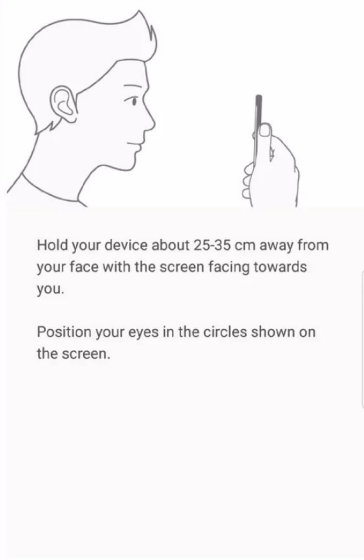 Hold your device about 25-35 cm away from
your face with the screen facing towards
you.
Position your eyes in the circles shown on
the screen.